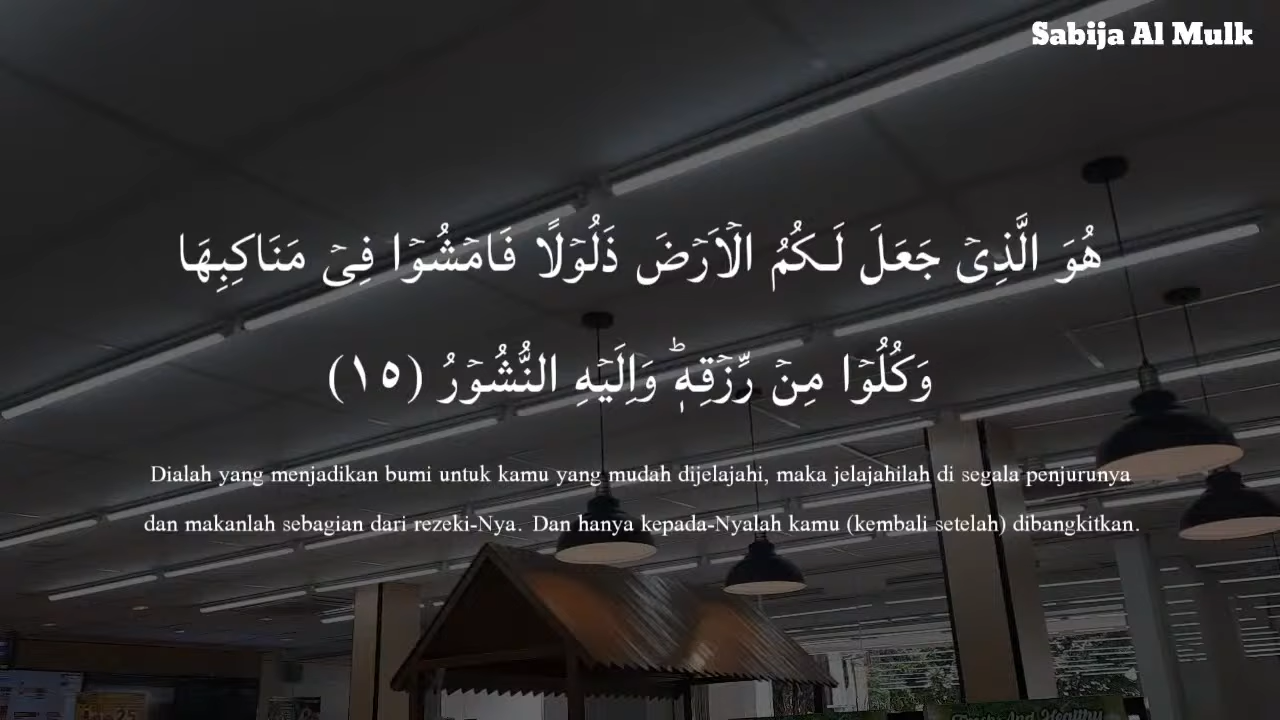 Sabija Al Mulk
هُوَ الَّذِىۡ جَعَلَ لَـكُمُ الۡاَرۡضَ ذَلُوۡلًا فَامۡشُوۡا فِىۡ مَنَاكِبِهَا
وَكُلُوۡا مِنۡ رِّزۡقِهٖ‌ؕ وَاِلَيۡهِ النُّشُوۡرُ (١٥)
Dialah yang menjadikan bumi untuk kamu yang mudah dijelajahi, maka jelajahilah di segala penjurunya
dan makanlah sebagian dari rezeki-Nya. Dan hanya kepada-Nyalah kamu (kembali setelah) dibangkitkan.